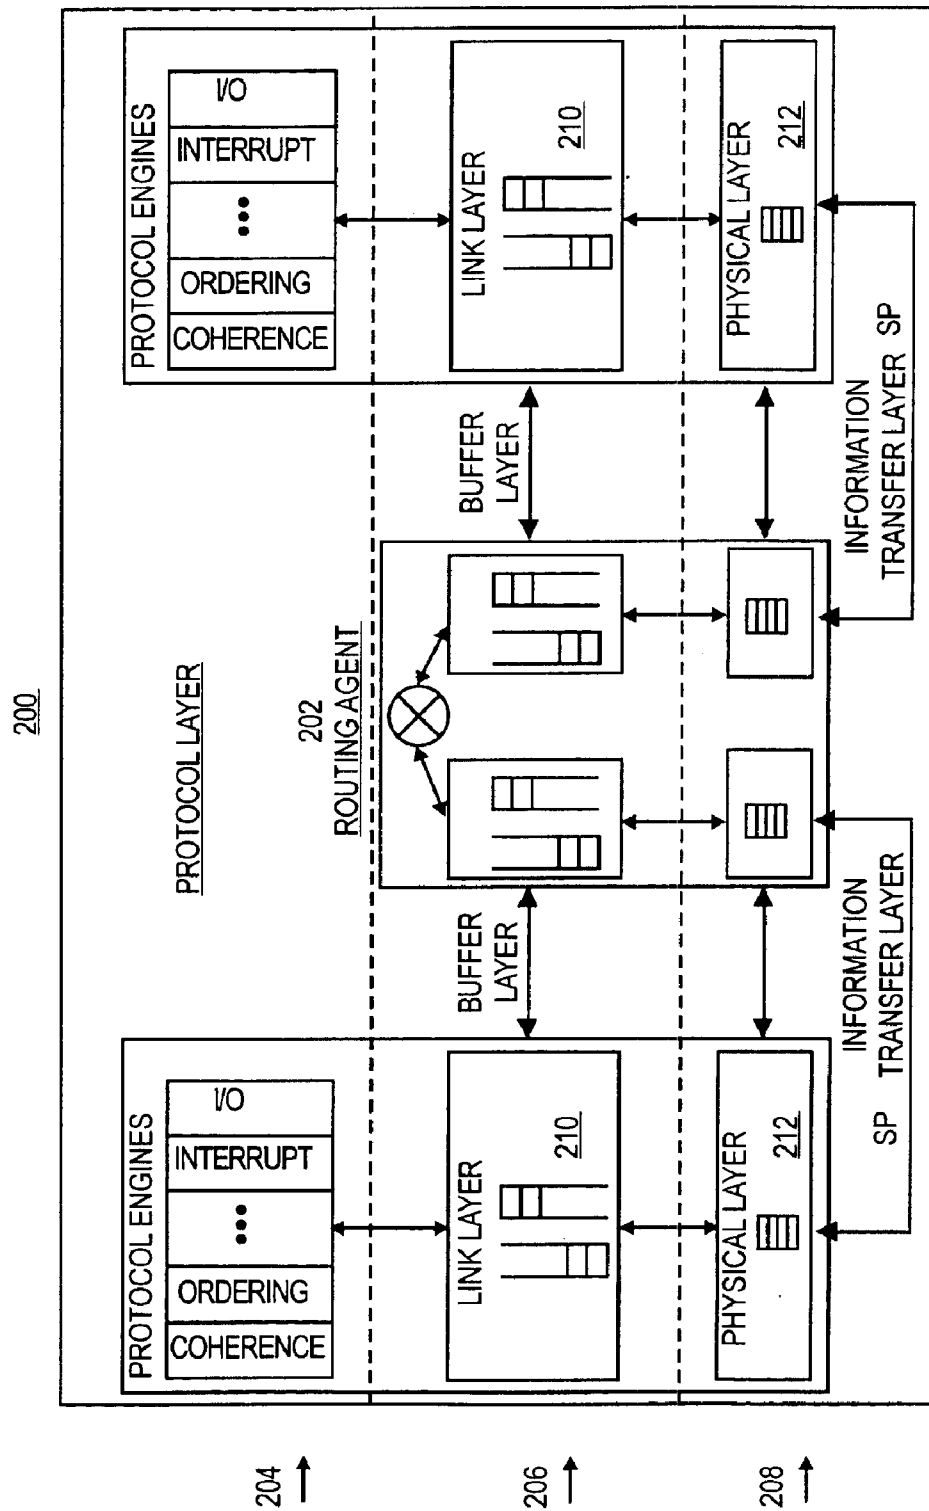 200
PROTOCOL LAYER
204
PROTOCOL ENGINES
COHERENCE
ORDERING
•••
INTERRUPT
I/O
PROTOCOL ENGINES
COHERENCE
ORDERING
•••
INTERRUPT
I/O
202
ROUTING AGENT
206
LINK LAYER
210
BUFFER
LAYER
BUFFER
LAYER
LINK LAYER
210
208
PHYSICAL LAYER
212
PHYSICAL LAYER
212
SP
INFORMATION
TRANSFER LAYER
INFORMATION
TRANSFER LAYER
SP